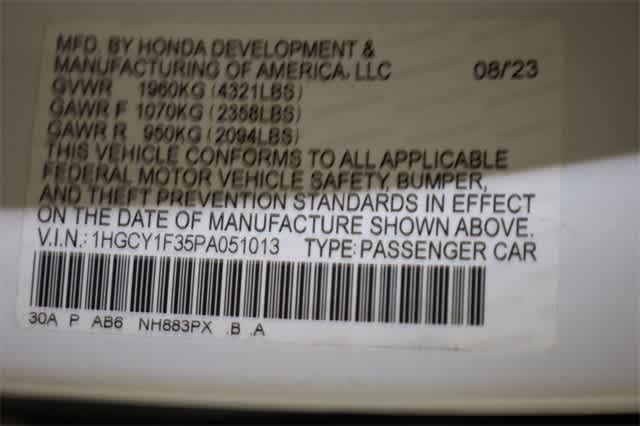 MFD. BY HONDA DEVELOPMENT &
MANUFACTURING OF AMERICA, LLC 08/23
GVWR 1960KG (4321LBS)
GAWR F 1070KG (2358LBS)
GAWR R 950KG (2094LBS)
THIS VEHICLE CONFORMS TO ALL APPLICABLE
FEDERAL MOTOR VEHICLE SAFETY, BUMPER,
AND THEFT PREVENTION STANDARDS IN EFFECT
ON THE DATE OF MANUFACTURE SHOWN ABOVE.
V.I.N.: 1HGCY1F35PA051013 TYPE: PASSENGER CAR
30A P AB6 NH883PX .B .A